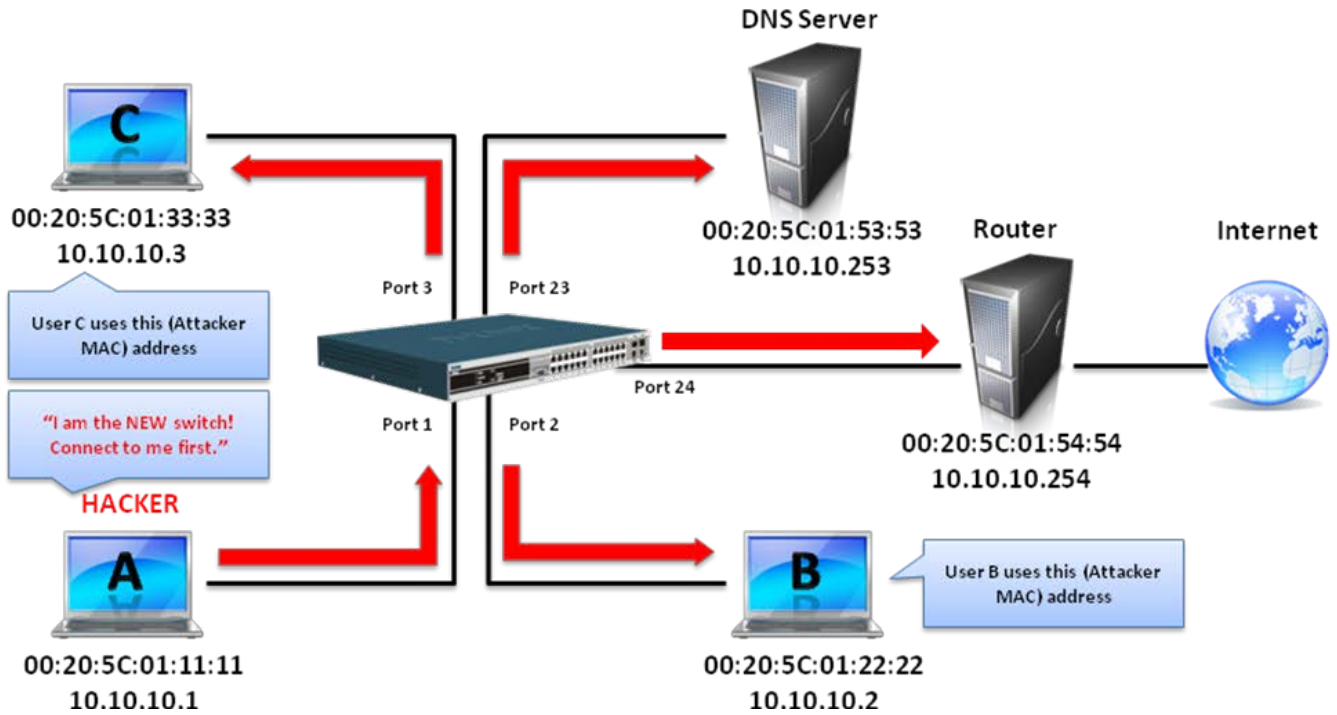 DNS Server
C
00:20:5C:01:33:33
10.10.10.3
00:20:5C:01:53:53
10.10.10.253
Router
Internet
Port 3
Port 23
User C uses this (Attacker
MAC) address
"I am the NEW switch!
Connect to me first."
Port 1
Port 2
Port 24
00:20:5C:01:54:54
10.10.10.254
HACKER
A
B
User B uses this (Attacker
MAC) address
00:20:5C:01:11:11
10.10.10.1
00:20:5C:01:22:22
10.10.10.2